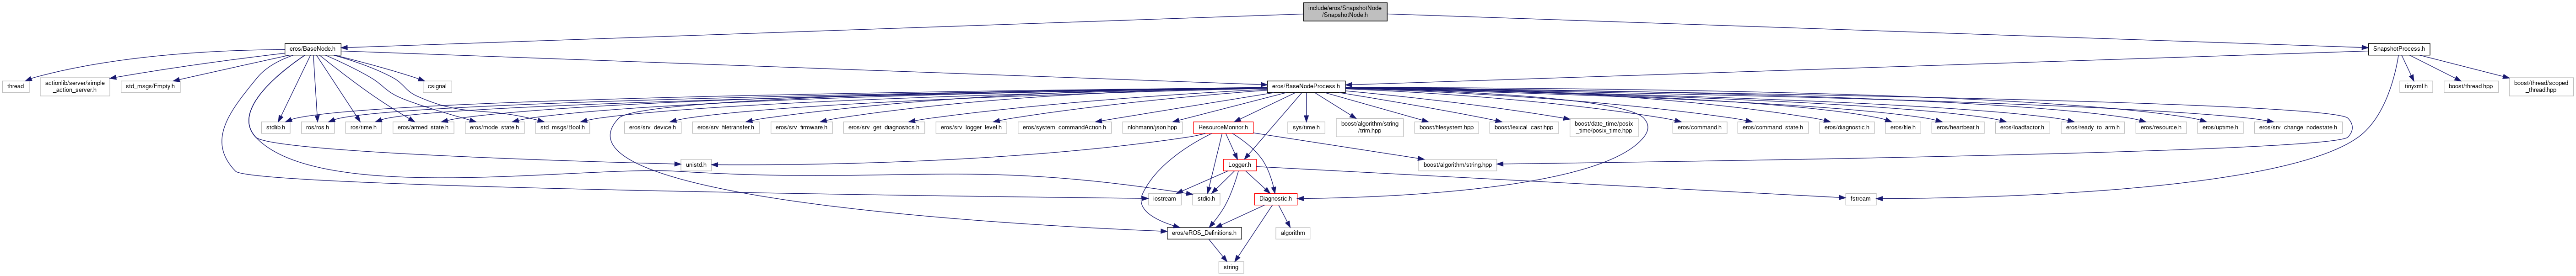 include/eros/SnapshotNode
/SnapshotNode.h
eros/BaseNode.h
SnapshotProcess.h
thread
actionlib/server/simple
_action_server.h
std_msgs/Empty.h
csignal
eros/BaseNodeProcess.h
tinyxml.h
boost/thread.hpp
boost/thread/scoped
_thread.hpp
stdlib.h
ros/ros.h
ros/time.h
eros/armed_state.h
eros/mode_state.h
std_msgs/Bool.h
eros/srv_device.h
eros/srv_filetransfer.h
eros/srv_firmware.h
eros/srv_get_diagnostics.h
eros/srv_logger_level.h
eros/system_commandAction.h
nlohmann/json.hpp
ResourceMonitor.h
sys/time.h
boost/algorithm/string
/trim.hpp
boost/filesystem.hpp
boost/lexical_cast.hpp
boost/date_time/posix
_time/posix_time.hpp
eros/command.h
eros/command_state.h
eros/diagnostic.h
eros/file.h
eros/heartbeat.h
eros/loadfactor.h
eros/ready_to_arm.h
eros/resource.h
eros/uptime.h
eros/srv_change_nodestate.h
unistd.h
Logger.h
boost/algorithm/string.hpp
iostream
stdio.h
Diagnostic.h
fstream
eros/eROS_Definitions.h
algorithm
string